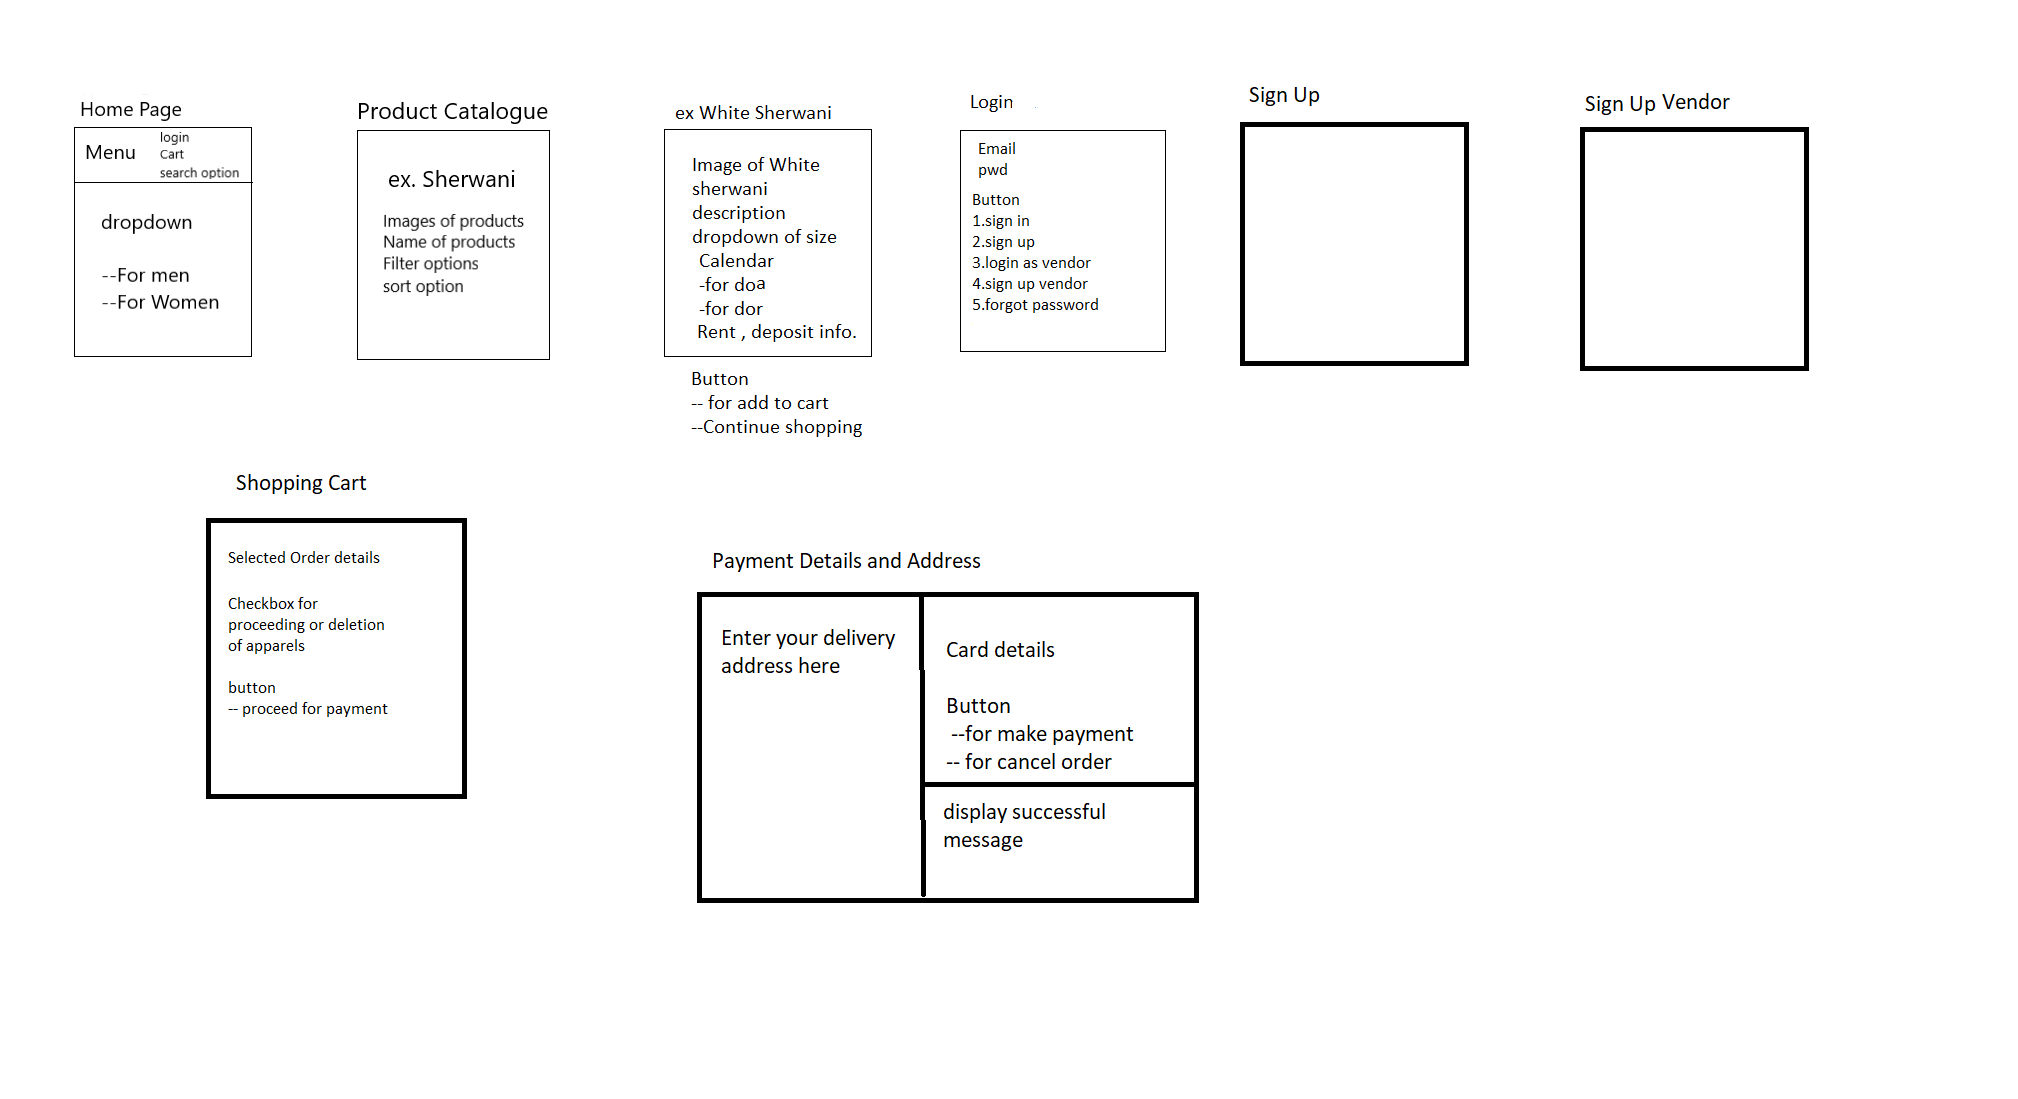 Home Page
Menu
login
Cart
search option
dropdown
--For men
--For Women
Product Catalogue
ex. Sherwani
Images of products
Name of products
Filter options
sort option
ex White Sherwani
Image of White
sherwani
description
dropdown of size
Calendar
-for doa
-for dor
Rent , deposit info.
Button
-- for add to cart
--Continue shopping
Login
Email
pwd
Button
1.sign in
2.sign up
3.login as vendor
4.sign up vendor
5.forgot password
Sign Up
Sign Up Vendor
Shopping Cart
Selected Order details
Checkbox for
proceeding or deletion
of apparels
button
-- proceed for payment
Payment Details and Address
Enter your delivery
address here
Card details
Button
--for make payment
-- for cancel order
display successful
message